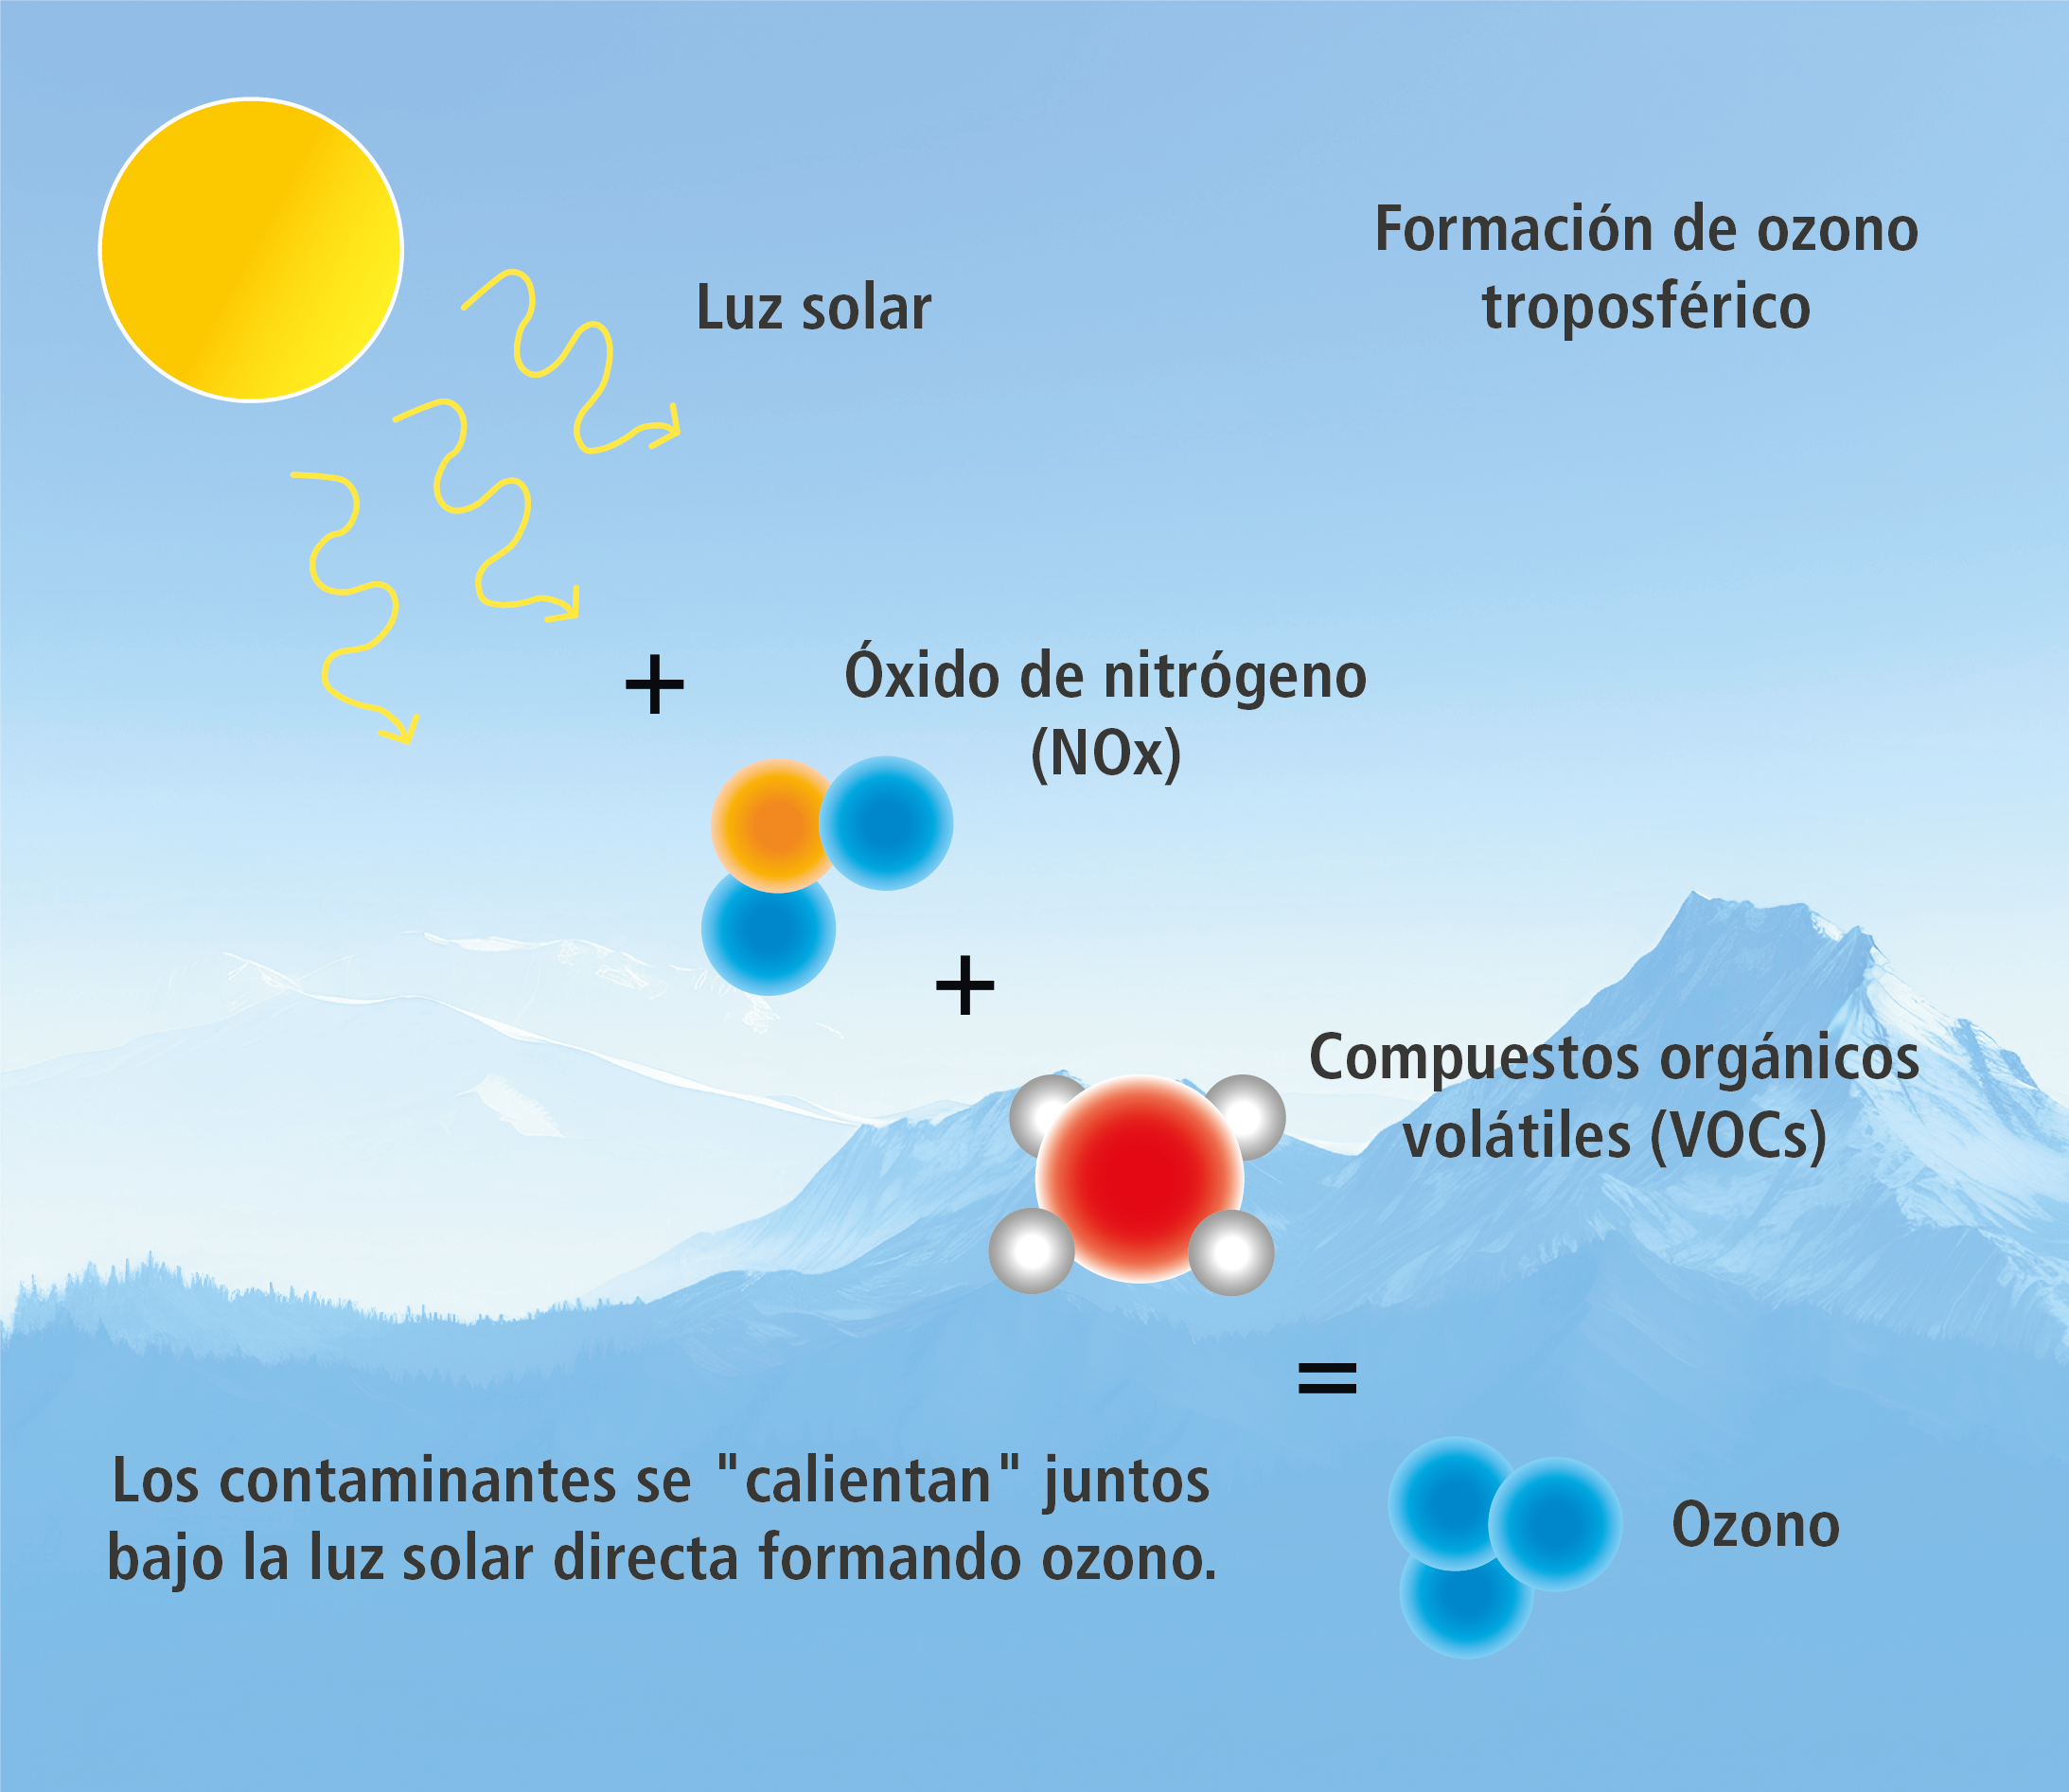 Formación de ozono
troposférico
Luz solar
+
Óxido de nitrógeno
(NOx)
+
Compuestos orgánicos
volátiles (VOCs)
=
Ozono
Los contaminantes se "calientan" juntos
bajo la luz solar directa formando ozono.